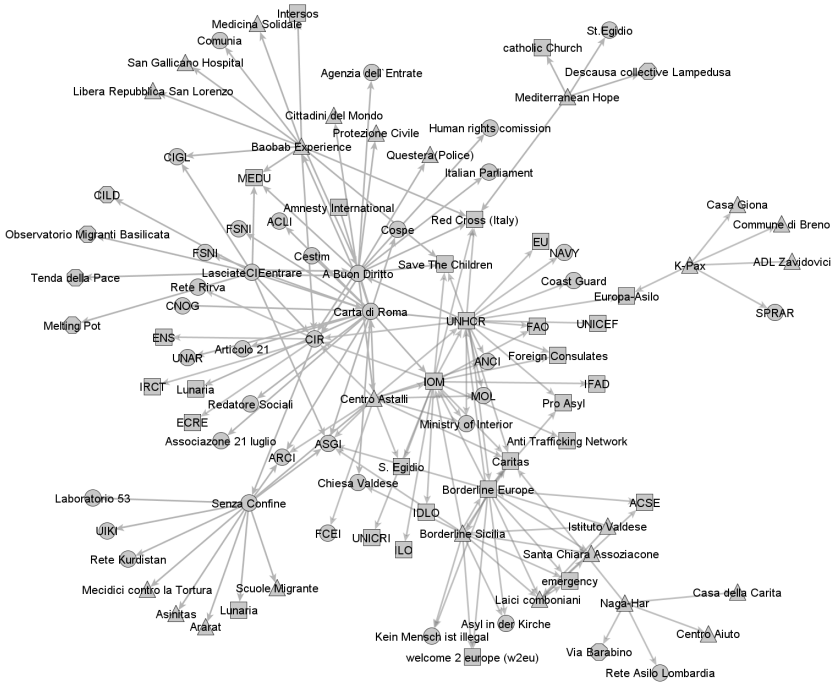 Intersos
Medicina Solidale
St.Egidio
Comunia
catholic Church
San Gallicano Hospital
Agenzia dell`Entrate
Descausa collective Lampedusa
Libera Repubblica San Lorenzo
Mediterranean Hope
Cittadini del Mondo
Protezione Civile
Human rights comission
Baobab Experience
CIGL
Questera(Police)
MEDU
Italian Parliament
CILD
Amnesty International
Casa Giona
FSNI
ACLI
Cospe
Red Cross (Italy)
Commune di Breno
Observatorio Migranti Basilicata
EU
NAVY
FSNI
Cestim
Save The Children
K-Pax
ADL Zavidovici
Tenda della Pace
LasciateCIEentrare
A Buon Diritto
Coast Guard
Rete Rirva
Europa-Asilo
CNOG
Carta di Roma
SPRAR
Melting Pot
UNHCR
FAO
UNICEF
ENS
CIR
UNAR
Articolo 21
ANCI
Foreign Consulates
IRCT
Lunaria
IOM
IFAD
Redatore Sociali
Centro Astalli
MOL
Pro Asyl
ECRE
Ministry of Interior
Associazone 21 luglio
ASGI
Anti Trafficking Network
ARCI
S. Egidio
Caritas
Chiesa Valdese
Borderline Europe
Laboratorio 53
Senza Confine
ACSE
IDLO
UIKI
FCEI
UNICRI
Borderline Sicilia
Istituto Valdese
ILO
Rete Kurdistan
Santa Chiara Assoziacone
emergency
Mecidici contro la Tortura
Scuole Migrante
Casa della Carita
Laici comboniani
Naga-Har
Asinitas
Lunaria
Ararat
Asyl in der Kirche
Kein Mensch ist illegal
Centro Aiuto
welcome 2 europe (w2eu)
Via Barabino
Rete Asilo Lombardia